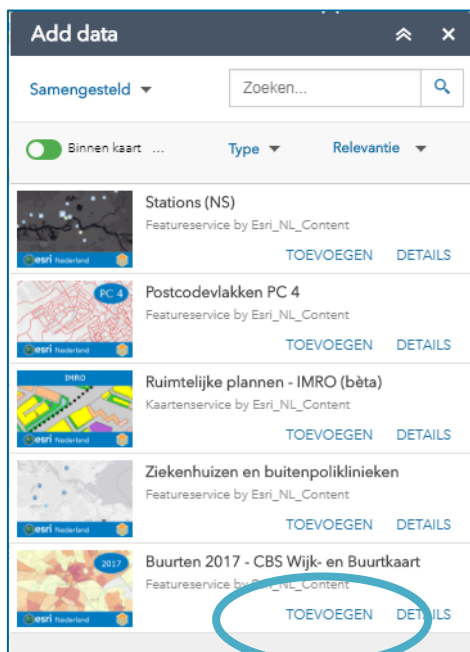 Add data
Samengesteld
Zoeken...
Binnen kaart ...
Type
Relevantie
Stations (NS)
Featureservice by Esri_NL_Content
TOEVOEGEN DETAILS
esri Nederland
PC 4
Postcodevlakken PC 4
Featureservice by Esri_NL_Content
TOEVOEGEN DETAILS
esri Nederland
IMRO
Ruimtelijke plannen - IMRO (bèta)
Kaartenservice by Esri_NL_Content
TOEVOEGEN DETAILS
esri Nederland
Ziekenhuizen en buitenpoliklinieken
Featureservice by Esri_NL_Content
TOEVOEGEN DETAILS
esri Nederland
2017
Buurten 2017 - CBS Wijk- en Buurtkaart
Featureservice by Esri_NL_Content
TOEVOEGEN DETAILS
esri Nederland